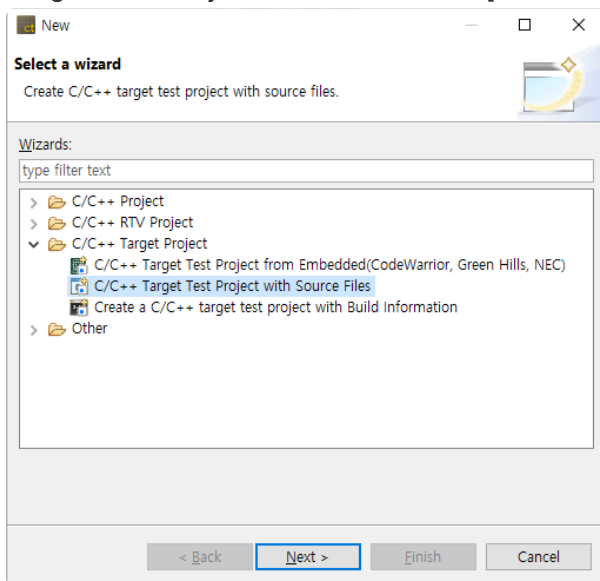 ct New
Select a wizard
Create C/C++ target test project with source files.
Wizards:
type filter text
C/C++ Project
C/C++ RTV Project
C/C++ Target Project
C/C++ Target Test Project from Embedded(CodeWarrior, Green Hills, NEC)
C/C++ Target Test Project with Source Files
Create a C/C++ target test project with Build Information
Other
< Back Next > Finish Cancel